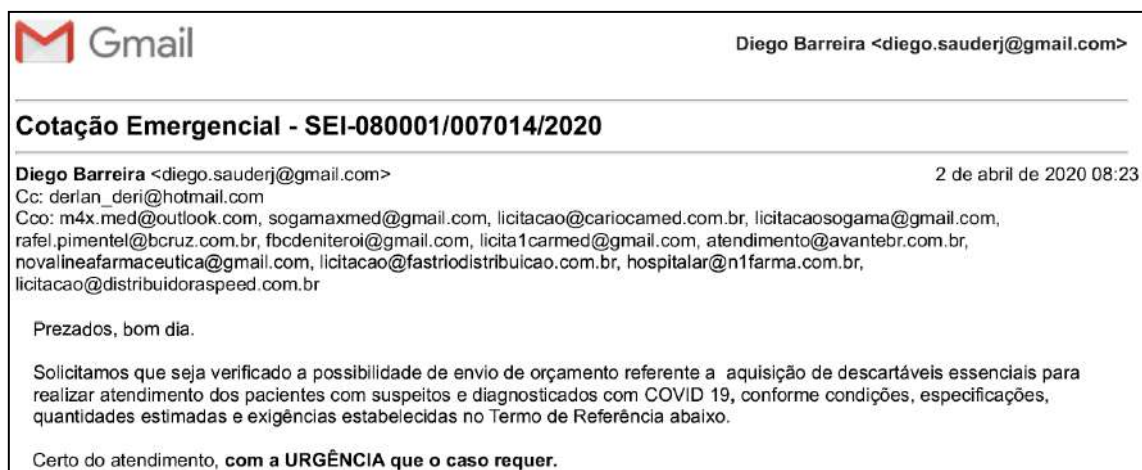 Gmail
Diego Barreira <diego.sauderj@gmail.com>
Cotação Emergencial - SEI-080001/007014/2020
Diego Barreira <diego.sauderj@gmail.com>
2 de abril de 2020 08:23
Cc: derlan_deri@hotmail.com
Cco: m4x.med@outlook.com, sogamaxmed@gmail.com, licitacao@cariocamed.com.br, licitacaosogama@gmail.com,
rafel.pimentel@bcruz.com.br, fbcdeniteroi@gmail.com, licita1carmed@gmail.com, atendimento@avantebr.com.br,
novalineafarmaceutica@gmail.com, licitacao@fastriodistribuicao.com.br, hospitalar@n1farma.com.br,
licitacao@distribuidoraspeed.com.br
Prezados, bom dia.
Solicitamos que seja verificado a possibilidade de envio de orçamento referente a aquisição de descartáveis essenciais para
realizar atendimento dos pacientes com suspeitos e diagnosticados com COVID 19, conforme condições, especificações,
quantidades estimadas e exigências estabelecidas no Termo de Referência abaixo.
Certo do atendimento, com a URGÊNCIA que o caso requer.